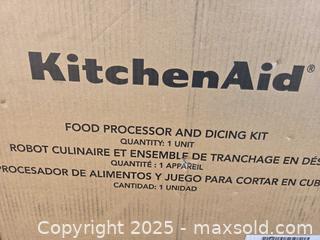 KitchenAid®
FOOD PROCESSOR AND DICING KIT
QUANTITY: 1 UNIT
ROBOT CULINAIRE ET ENSEMBLE DE TRANCHAGE EN DÉS
QUANTITÉ : 1 APPAREIL
PROCESADOR DE ALIMENTOS Y JUEGO PARA CORTAR EN CUB
CANTIDAD: 1 UNIDAD
Copyright © 2025 - maxsold.com